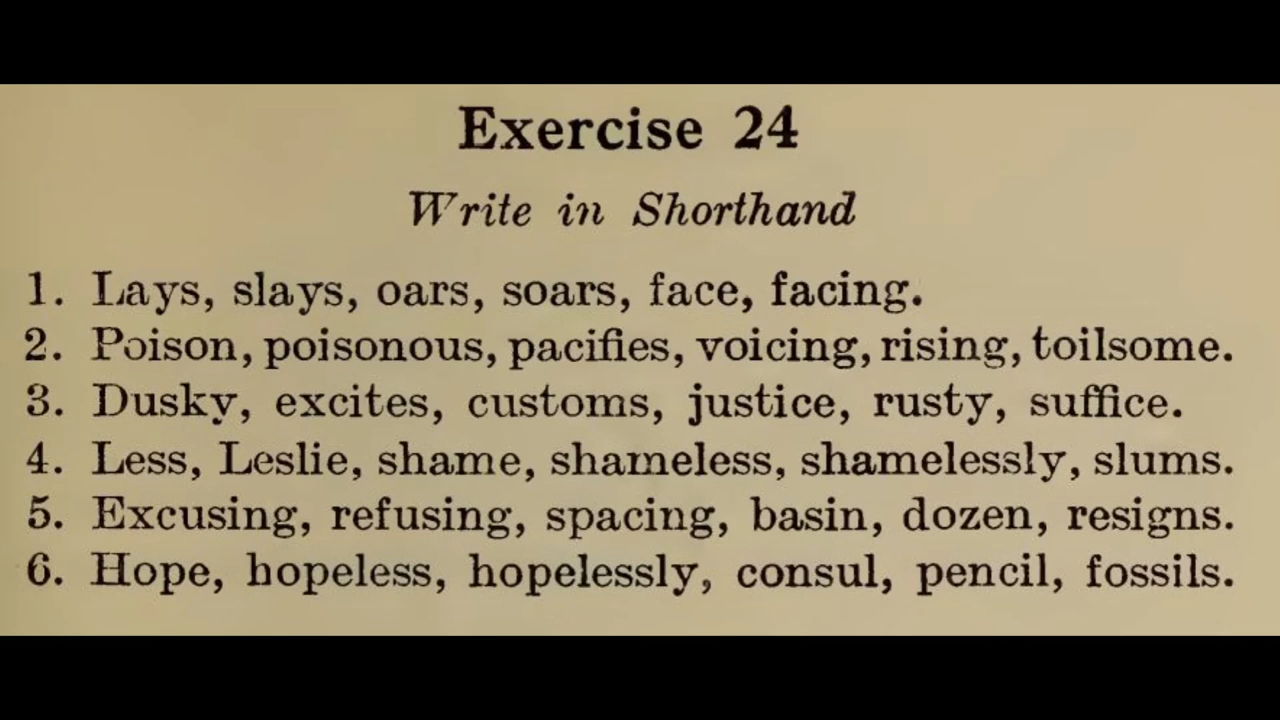 Exercise 24
Write in Shorthand
1. Lays, slays, oars, soars, face, facing.
2. Poison, poisonous, pacifies, voicing, rising, toilsome.
3. Dusky, excites, customs, justice, rusty, suffice.
4. Less, Leslie, shame, shameless, shamelessly, slums.
5. Excusing, refusing, spacing, basin, dozen, resigns.
6. Hope, hopeless, hopelessly, consul, pencil, fossils.